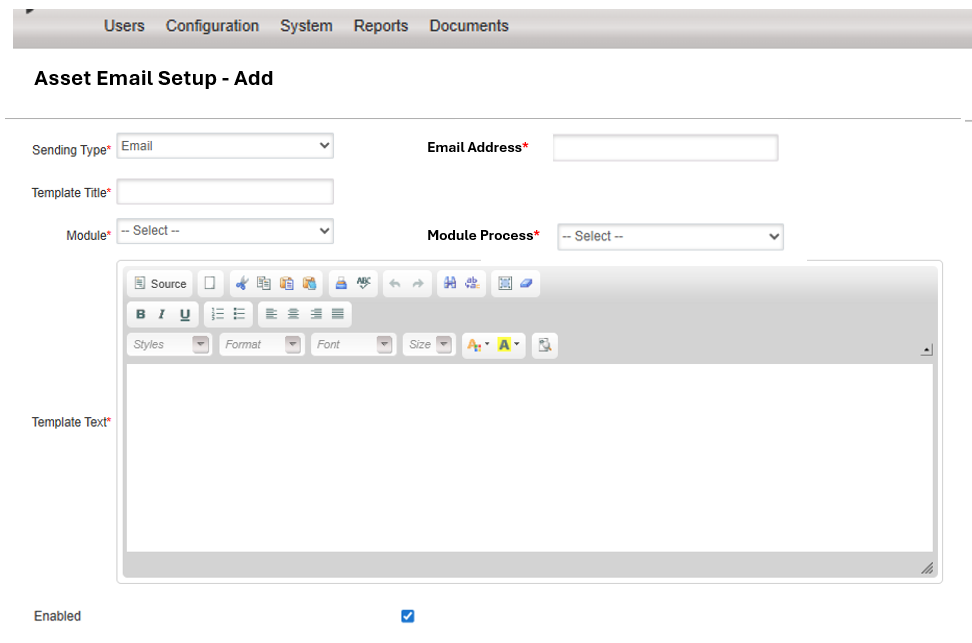 Users Configuration System Reports Documents
Asset Email Setup - Add
Sending Type* Email Email Address*
Template Title*
Module* -- Select -- Module Process* -- Select --
Source ABC
B I U
Styles Format Font Size A A
Template Text*
Enabled